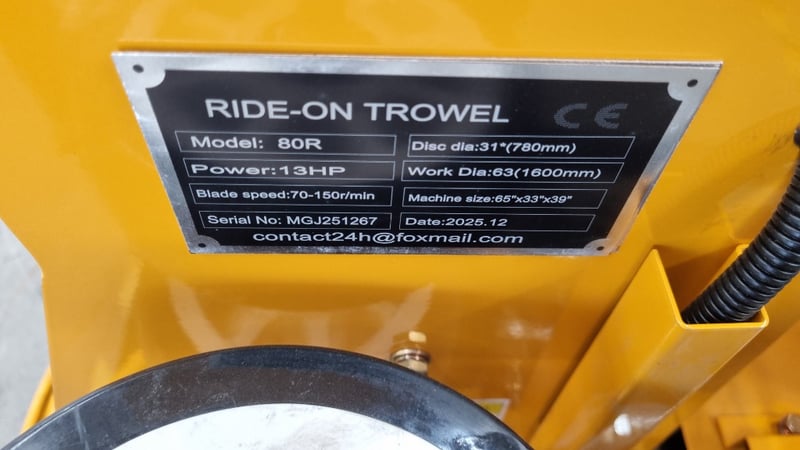 RIDE-ON TROWEL CE
Model: 80R
Disc dia:31"(780mm)
Power:13HP
Work Dia:63(1600mm)
Blade speed:70-150r/min
Machine size:65"x33"x39"
Serial No: MGJ251267
Date:2025.12
contact24h@foxmail.com